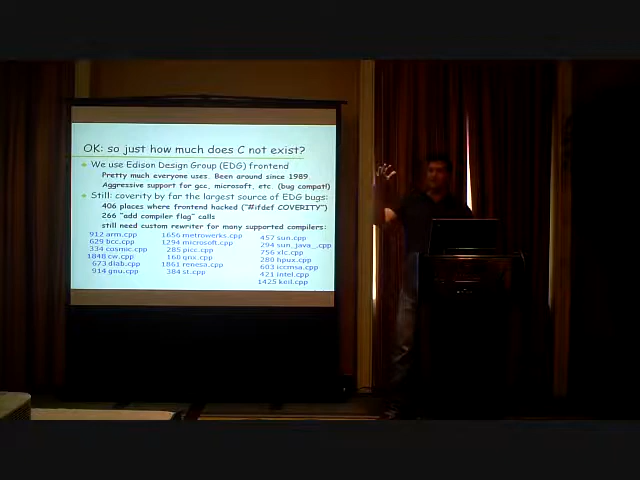 OK: so just how much does C not exist?
We use Edison Design Group (EDG) frontend
Pretty much everyone uses. Been around since 1989.
Aggressive support for gcc, microsoft, etc. (bug compat!)
Still: coverity by far the largest source of EDG bugs:
406 places where frontend hacked ("#ifdef COVERITY")
266 "add compiler flag" calls
still need custom rewriter for many supported compilers:
912 arm.cpp 1656 metrowerks.cpp 457 sun.cpp
629 bcc.cpp 1294 microsoft.cpp 294 sun_java_.cpp
334 cosmic.cpp 285 picc.cpp 756 xlc.cpp
1848 cw.cpp 160 qnx.cpp 280 hpux.cpp
673 diab.cpp 1861 renesa.cpp 603 iccmsa.cpp
914 gnu.cpp 384 st.cpp 421 intel.cpp
1425 keil.cpp